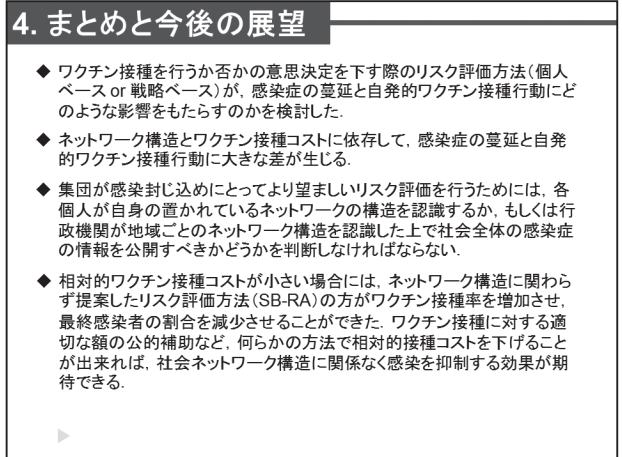 4. まとめと今後の展望
◆ ワクチン接種を行うか否かの意思決定を下す際のリスク評価方法（個人
ベース or 戦略ベース）が，感染症の蔓延と自発的ワクチン接種行動にど
のような影響をもたらすのかを検討した．
◆ ネットワーク構造とワクチン接種コストに依存して，感染症の蔓延と自発
的ワクチン接種行動に大きな差が生じる．
◆ 集団が感染封じ込めにとってより望ましいリスク評価を行うためには，各
個人が自身の置かれているネットワークの構造を認識するか，もしくは行
政機関が地域ごとのネットワーク構造を認識した上で社会全体の感染症
の情報を公開すべきかどうかを判断しなければならない．
◆ 相対的ワクチン接種コストが小さい場合には，ネットワーク構造に関わら
ず提案したリスク評価方法（SB-RA）の方がワクチン接種率を増加させ，
最終感染者の割合を減少させることができた．ワクチン接種に対する適
切な額の公的補助など，何らかの方法で相対的接種コストを下げること
が出来れば，社会ネットワーク構造に関係なく感染を抑制する効果が期
待できる．